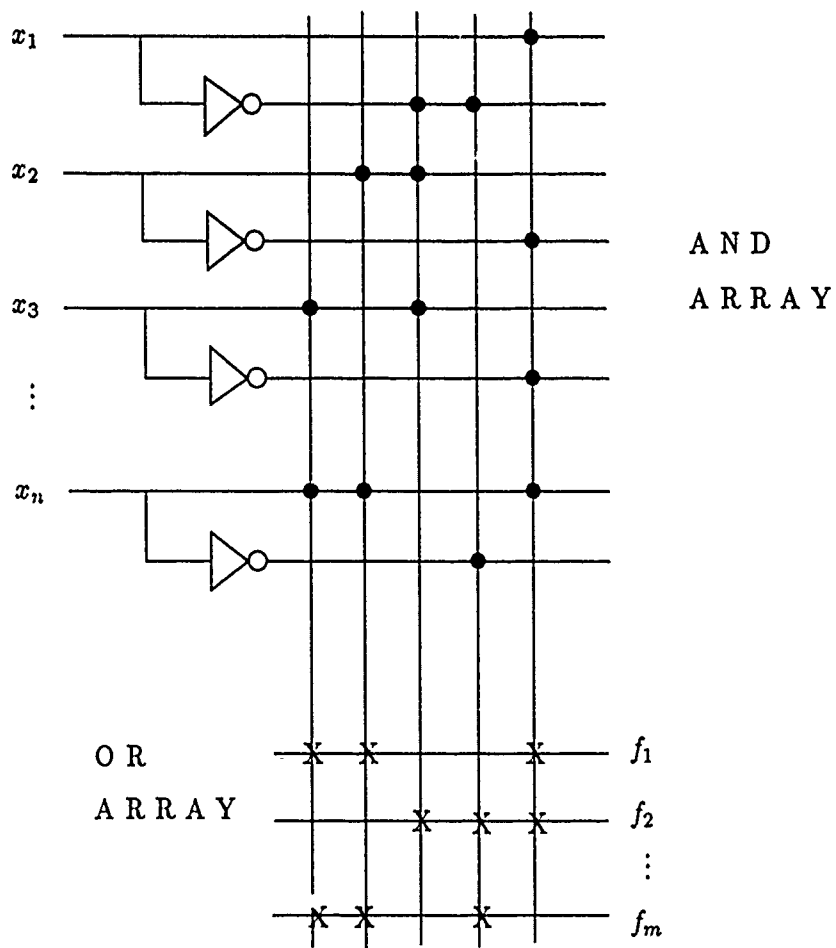 x₁
x₂
AND
ARRAY
x₃
⋮
xₙ
OR
ARRAY
f₁
f₂
⋮
fₘ